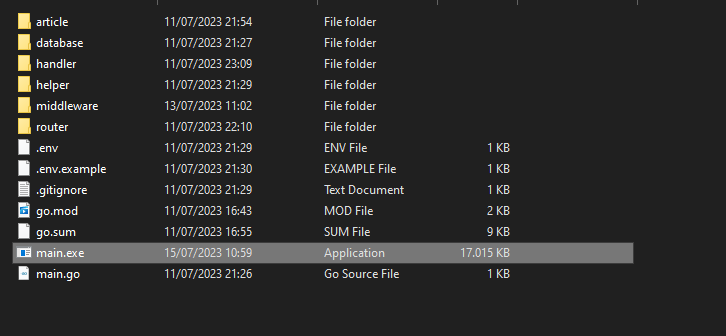 article 11/07/2023 21:54 File folder
database 11/07/2023 21:27 File folder
handler 11/07/2023 23:09 File folder
helper 11/07/2023 21:29 File folder
middleware 13/07/2023 11:02 File folder
router 11/07/2023 22:10 File folder
.env 11/07/2023 21:29 ENV File 1 KB
.env.example 11/07/2023 21:30 EXAMPLE File 1 KB
.gitignore 11/07/2023 21:29 Text Document 1 KB
go.mod 11/07/2023 16:43 MOD File 2 KB
go.sum 11/07/2023 16:55 SUM File 9 KB
main.exe 15/07/2023 10:59 Application 17.015 KB
main.go 11/07/2023 21:26 Go Source File 1 KB